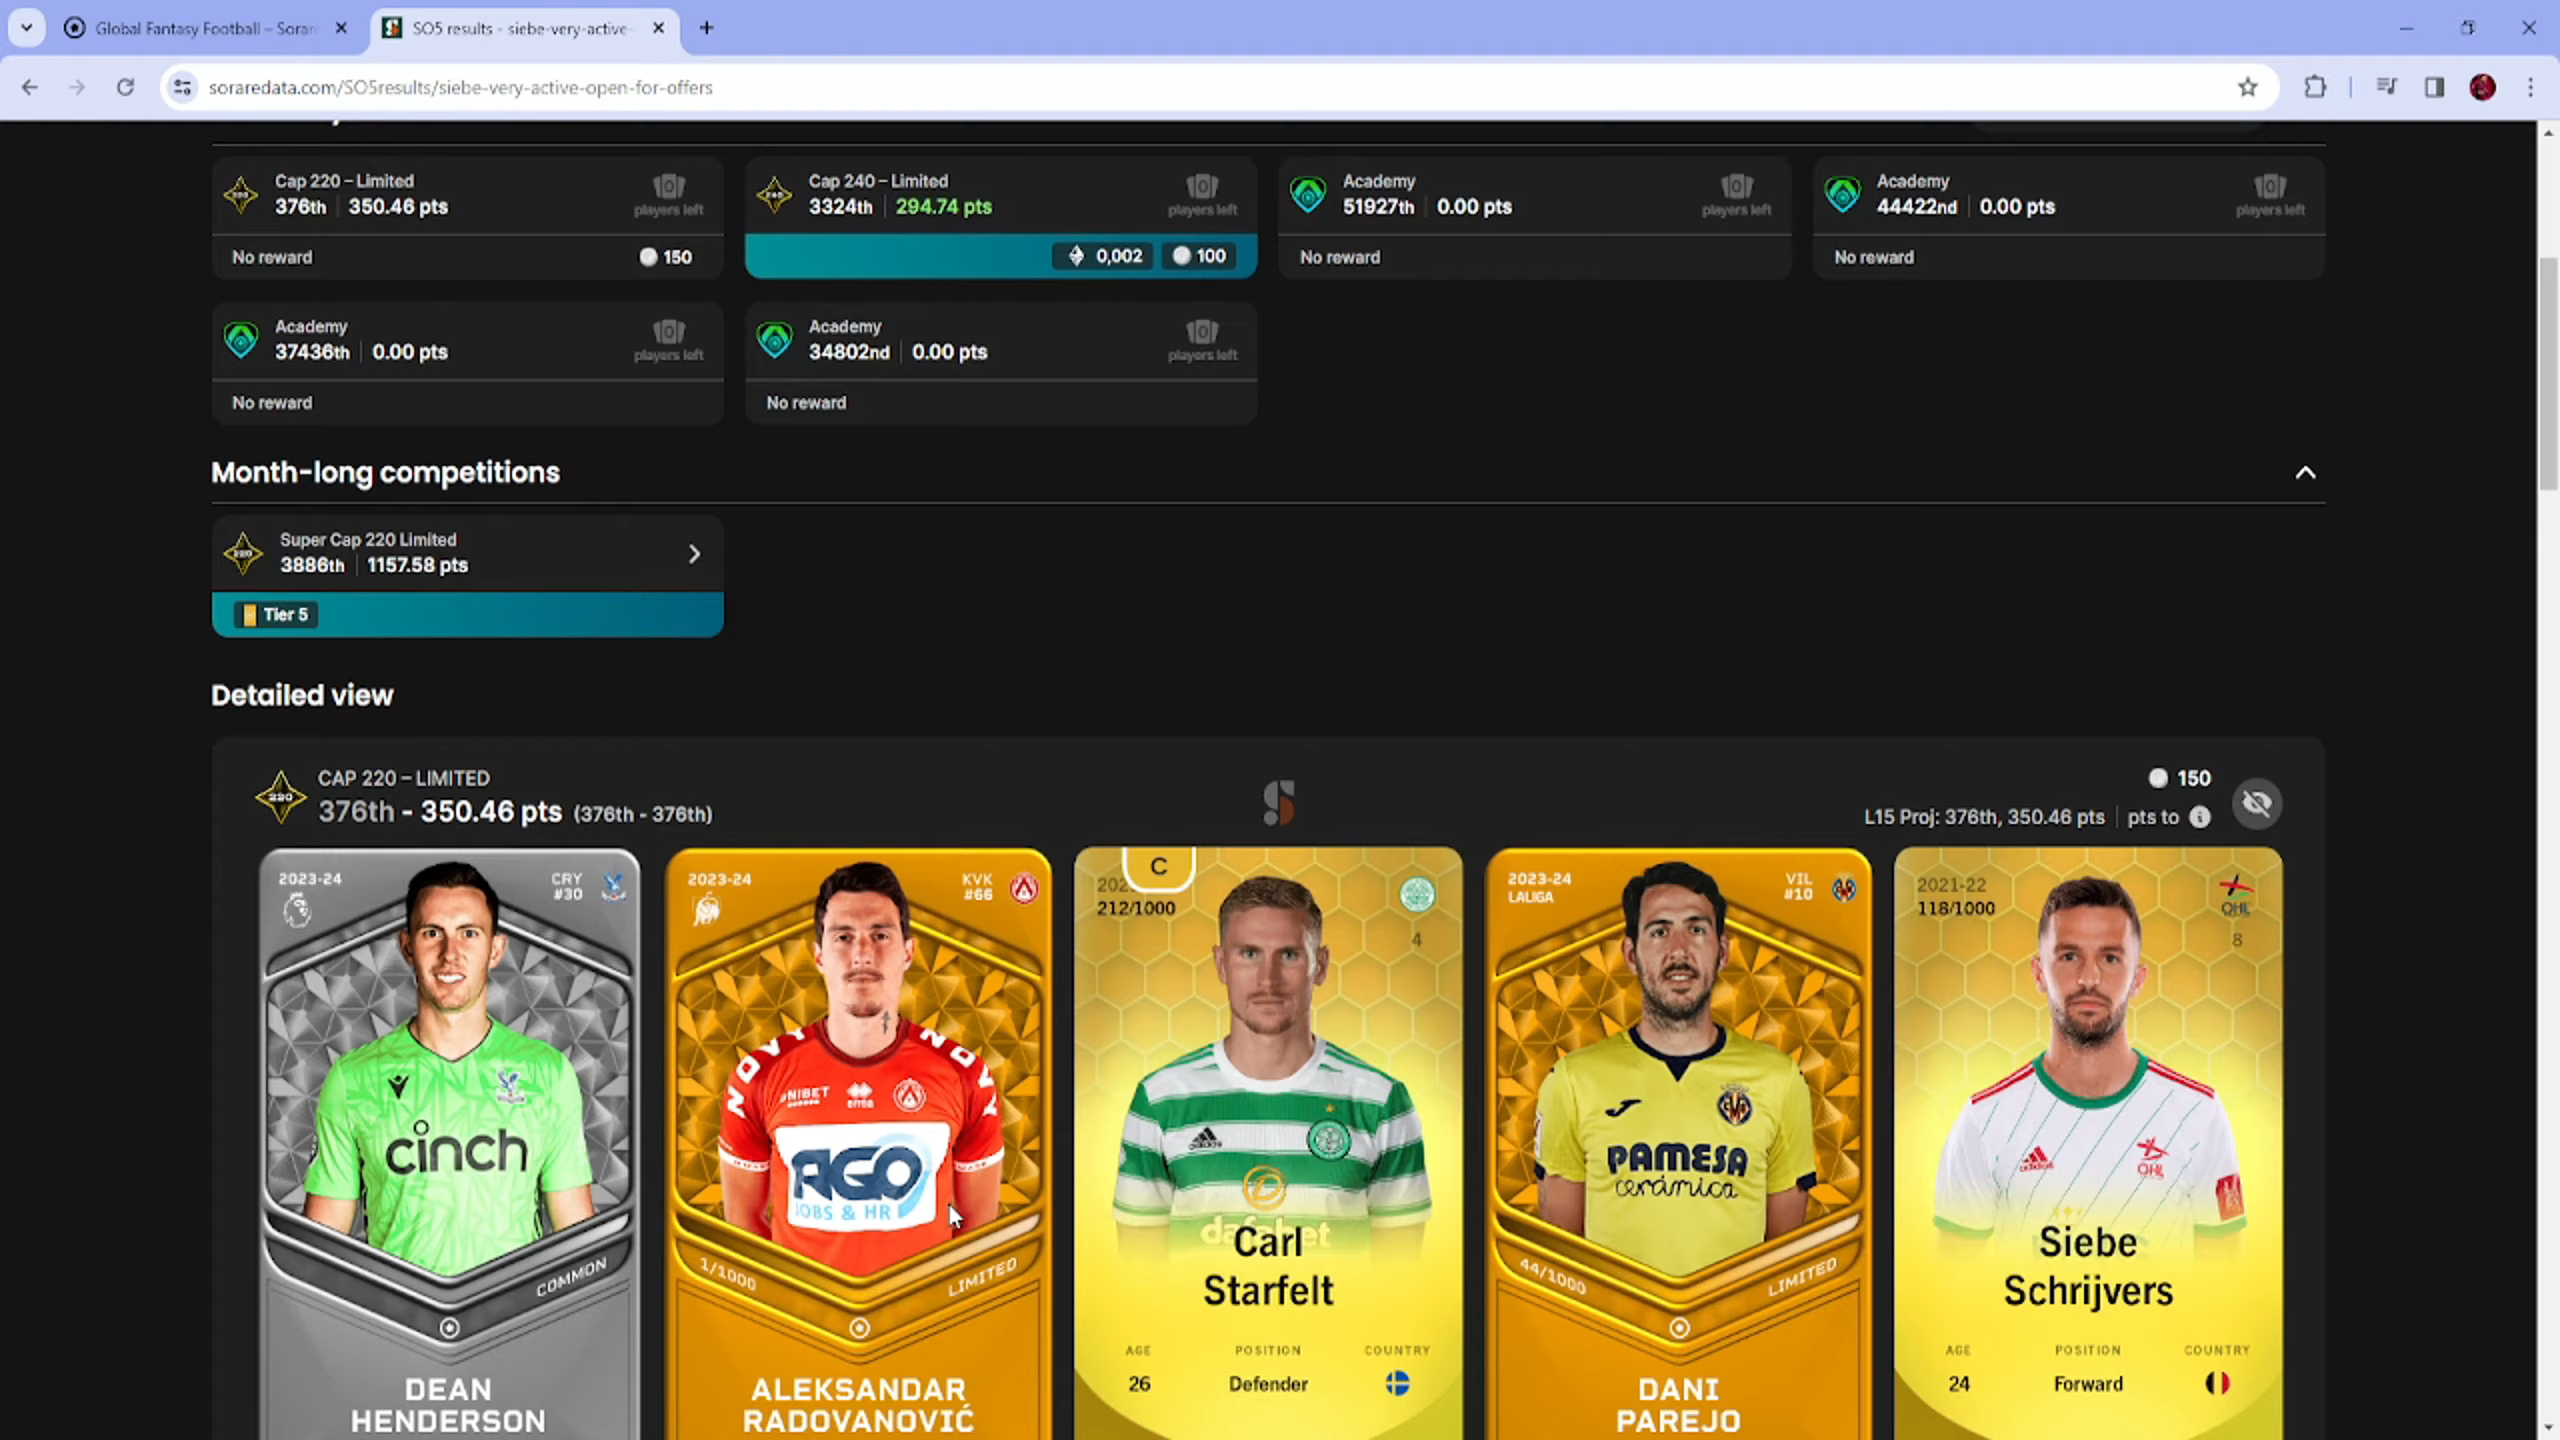 Global Fantasy Football – Sorar
SO5 results - siebe-very-active-
soraredata.com/SO5results/siebe-very-active-open-for-offers
Cap 220 – Limited
376th 350.46 pts
players left
No reward
150
Cap 240 – Limited
3324th 294.74 pts
players left
0,002 100
Academy
51927th 0.00 pts
players left
No reward
Academy
44422nd 0.00 pts
players left
No reward
Academy
37436th 0.00 pts
players left
No reward
Academy
34802nd 0.00 pts
players left
No reward
Month-long competitions
Super Cap 220 Limited
3886th 1157.58 pts
Tier 5
Detailed view
220
CAP 220 – LIMITED
376th - 350.46 pts (376th - 376th)
150
L15 Proj: 376th, 350.46 pts pts to
2023-24
CRY
#30
cinch
COMMON
DEAN
HENDERSON
2023-24
KVK
#66
NOVY
NOVY
UNIBET
AGO
JOBS & HR
1/1000
LIMITED
ALEKSANDAR
RADOVANOVIĆ
C
202
212/1000
4
adidas
dafabet
Carl
Starfelt
AGE POSITION COUNTRY
26 Defender
2023-24
LALIGA
VIL
#10
PAMESA
cerámica
44/1000
LIMITED
DANI
PAREJO
2021-22
118/1000
OHL
8
adidas
OHL
Siebe
Schrijvers
AGE POSITION COUNTRY
24 Forward